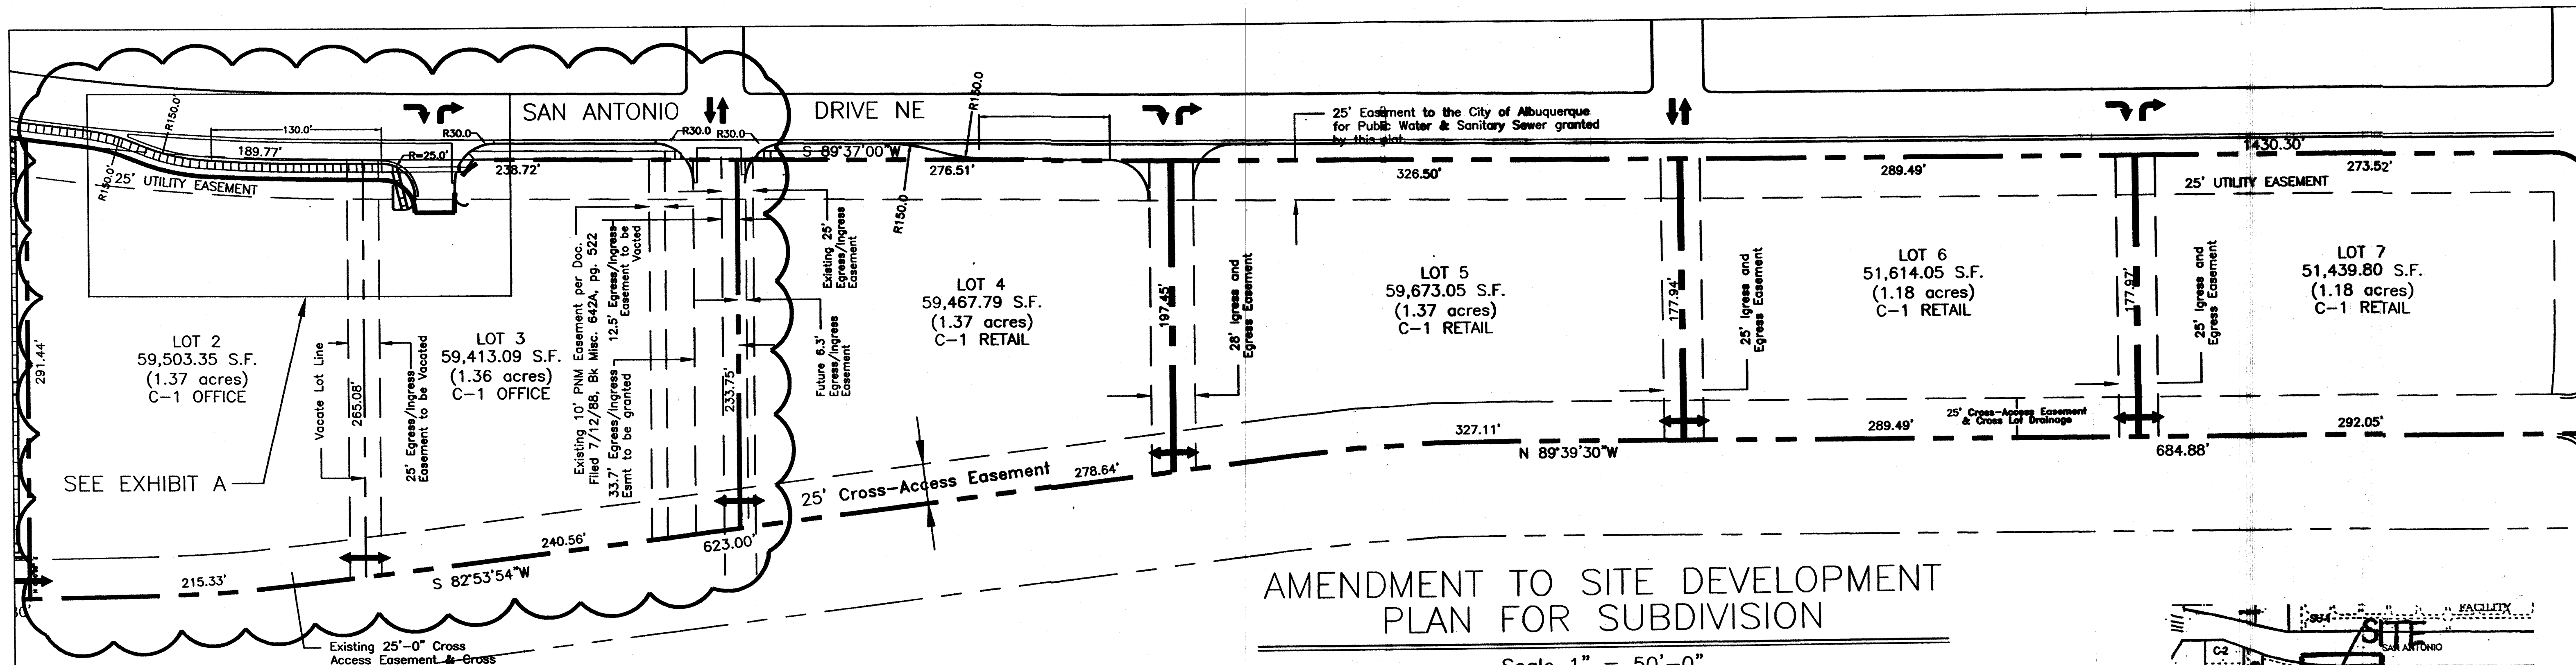 SAN ANTONIO DRIVE NE
R150.0'
130.0'
189.77'
R150.0'
25' UTILITY EASEMENT
R=25.0'
R30.0
238.72'
R30.0
R30.0
S 89°37'00"W
276.51'
R150.0
R150.0
25' Easement to the City of Albuquerque
for Public Water & Sanitary Sewer granted
by this plat
326.50'
289.49'
1430.30'
273.52'
25' UTILITY EASEMENT
291.44'
LOT 2
59,503.35 S.F.
(1.37 acres)
C-1 OFFICE
SEE EXHIBIT A
Vacate Lot Line
265.08'
25' Egress/Ingress
Easement to be Vacated
LOT 3
59,413.09 S.F.
(1.36 acres)
C-1 OFFICE
Existing 10' PNM Easement per Doc.
Filed 7/12/88, Bk Misc. 642A, pg. 522
33.7' Egress/Ingress
Esmt to be granted
12.5' Egress/Ingress
Easement to be
Vacted
233.75'
Existing 25'
Egress/Ingress
Easement
Future 6.3'
Egress/Ingress
Easement
LOT 4
59,467.79 S.F.
(1.37 acres)
C-1 RETAIL
197.45'
28' Igress and
Egress Easement
LOT 5
59,673.05 S.F.
(1.37 acres)
C-1 RETAIL
177.94'
25' Igress and
Egress Easement
LOT 6
51,614.05 S.F.
(1.18 acres)
C-1 RETAIL
177.97'
25' Igress and
Egress Easement
LOT 7
51,439.80 S.F.
(1.18 acres)
C-1 RETAIL
215.33'
S 82°53'54"W
240.56'
623.00'
25' Cross-Access Easement
278.64'
327.11'
N 89°39'30"W
289.49'
25' Cross-Access Easement
& Cross Lot Drainage
684.88'
292.05'
Existing 25'-0" Cross
Access Easement & Cross
AMENDMENT TO SITE DEVELOPMENT
PLAN FOR SUBDIVISION
Scale 1" = 50'-0"
FACILITY
SU-1
SITE
SAN ANTONIO
C-2